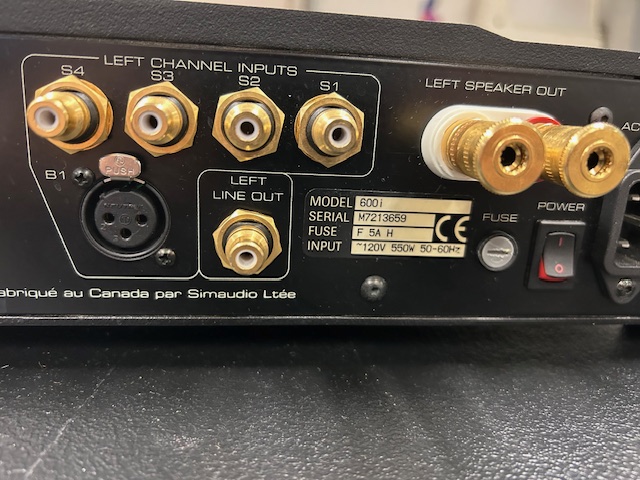 LEFT CHANNEL INPUTS
S4 S3 S2 S1
LEFT SPEAKER OUT
AC
B1
PUSH
LEFT
LINE OUT
MODEL 600i
SERIAL M7213659
FUSE F 5A H
INPUT ~120V 550W 50-60Hz
CE
FUSE
POWER
abriqué au Canada par Simaudio Ltée